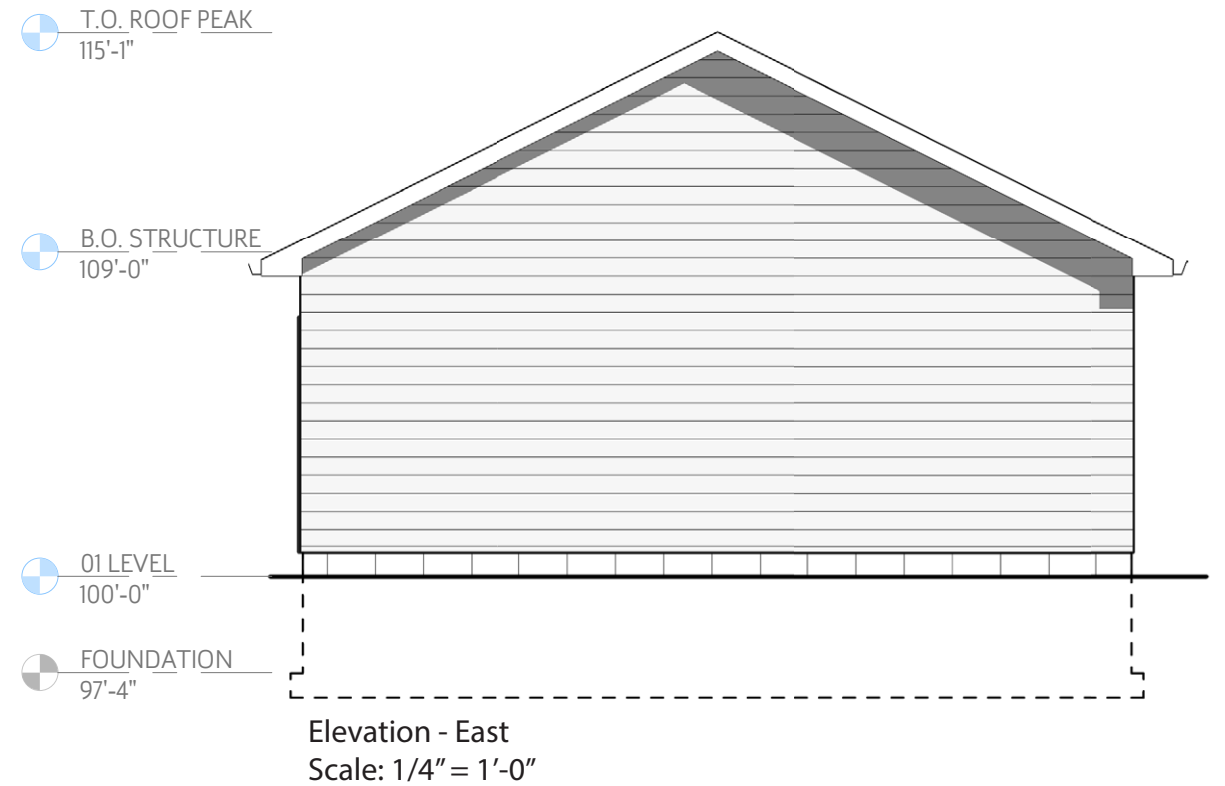 T.O. ROOF PEAK
115'-1"
B.O. STRUCTURE
109'-0"
01 LEVEL
100'-0"
FOUNDATION
97'-4"
Elevation - East
Scale: 1/4” = 1’-0”